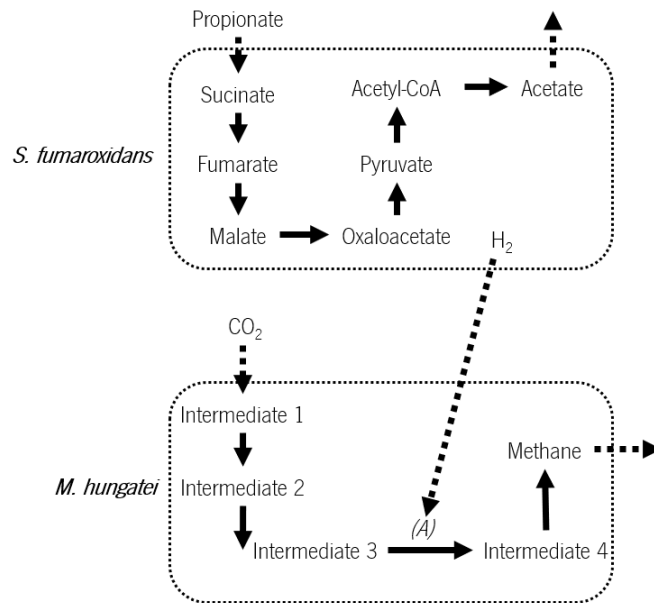 Propionate
Sucinate
Acetyl-CoA
Acetate
S. fumaroxidans
Fumarate
Pyruvate
Malate
Oxaloacetate
H2
CO2
Intermediate 1
Methane
M. hungatei
Intermediate 2
(A)
Intermediate 3
Intermediate 4